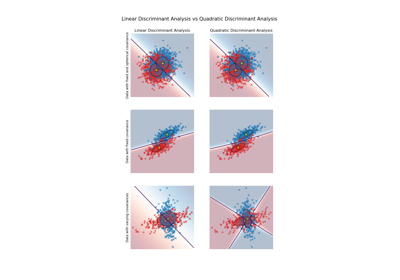 Linear Discriminant Analysis vs Quadratic Discriminant Analysis
Linear Discriminant Analysis
Quadratic Discriminant Analysis
Data with fixed and spherical covariance
Data with fixed covariance
Data with varying covariances